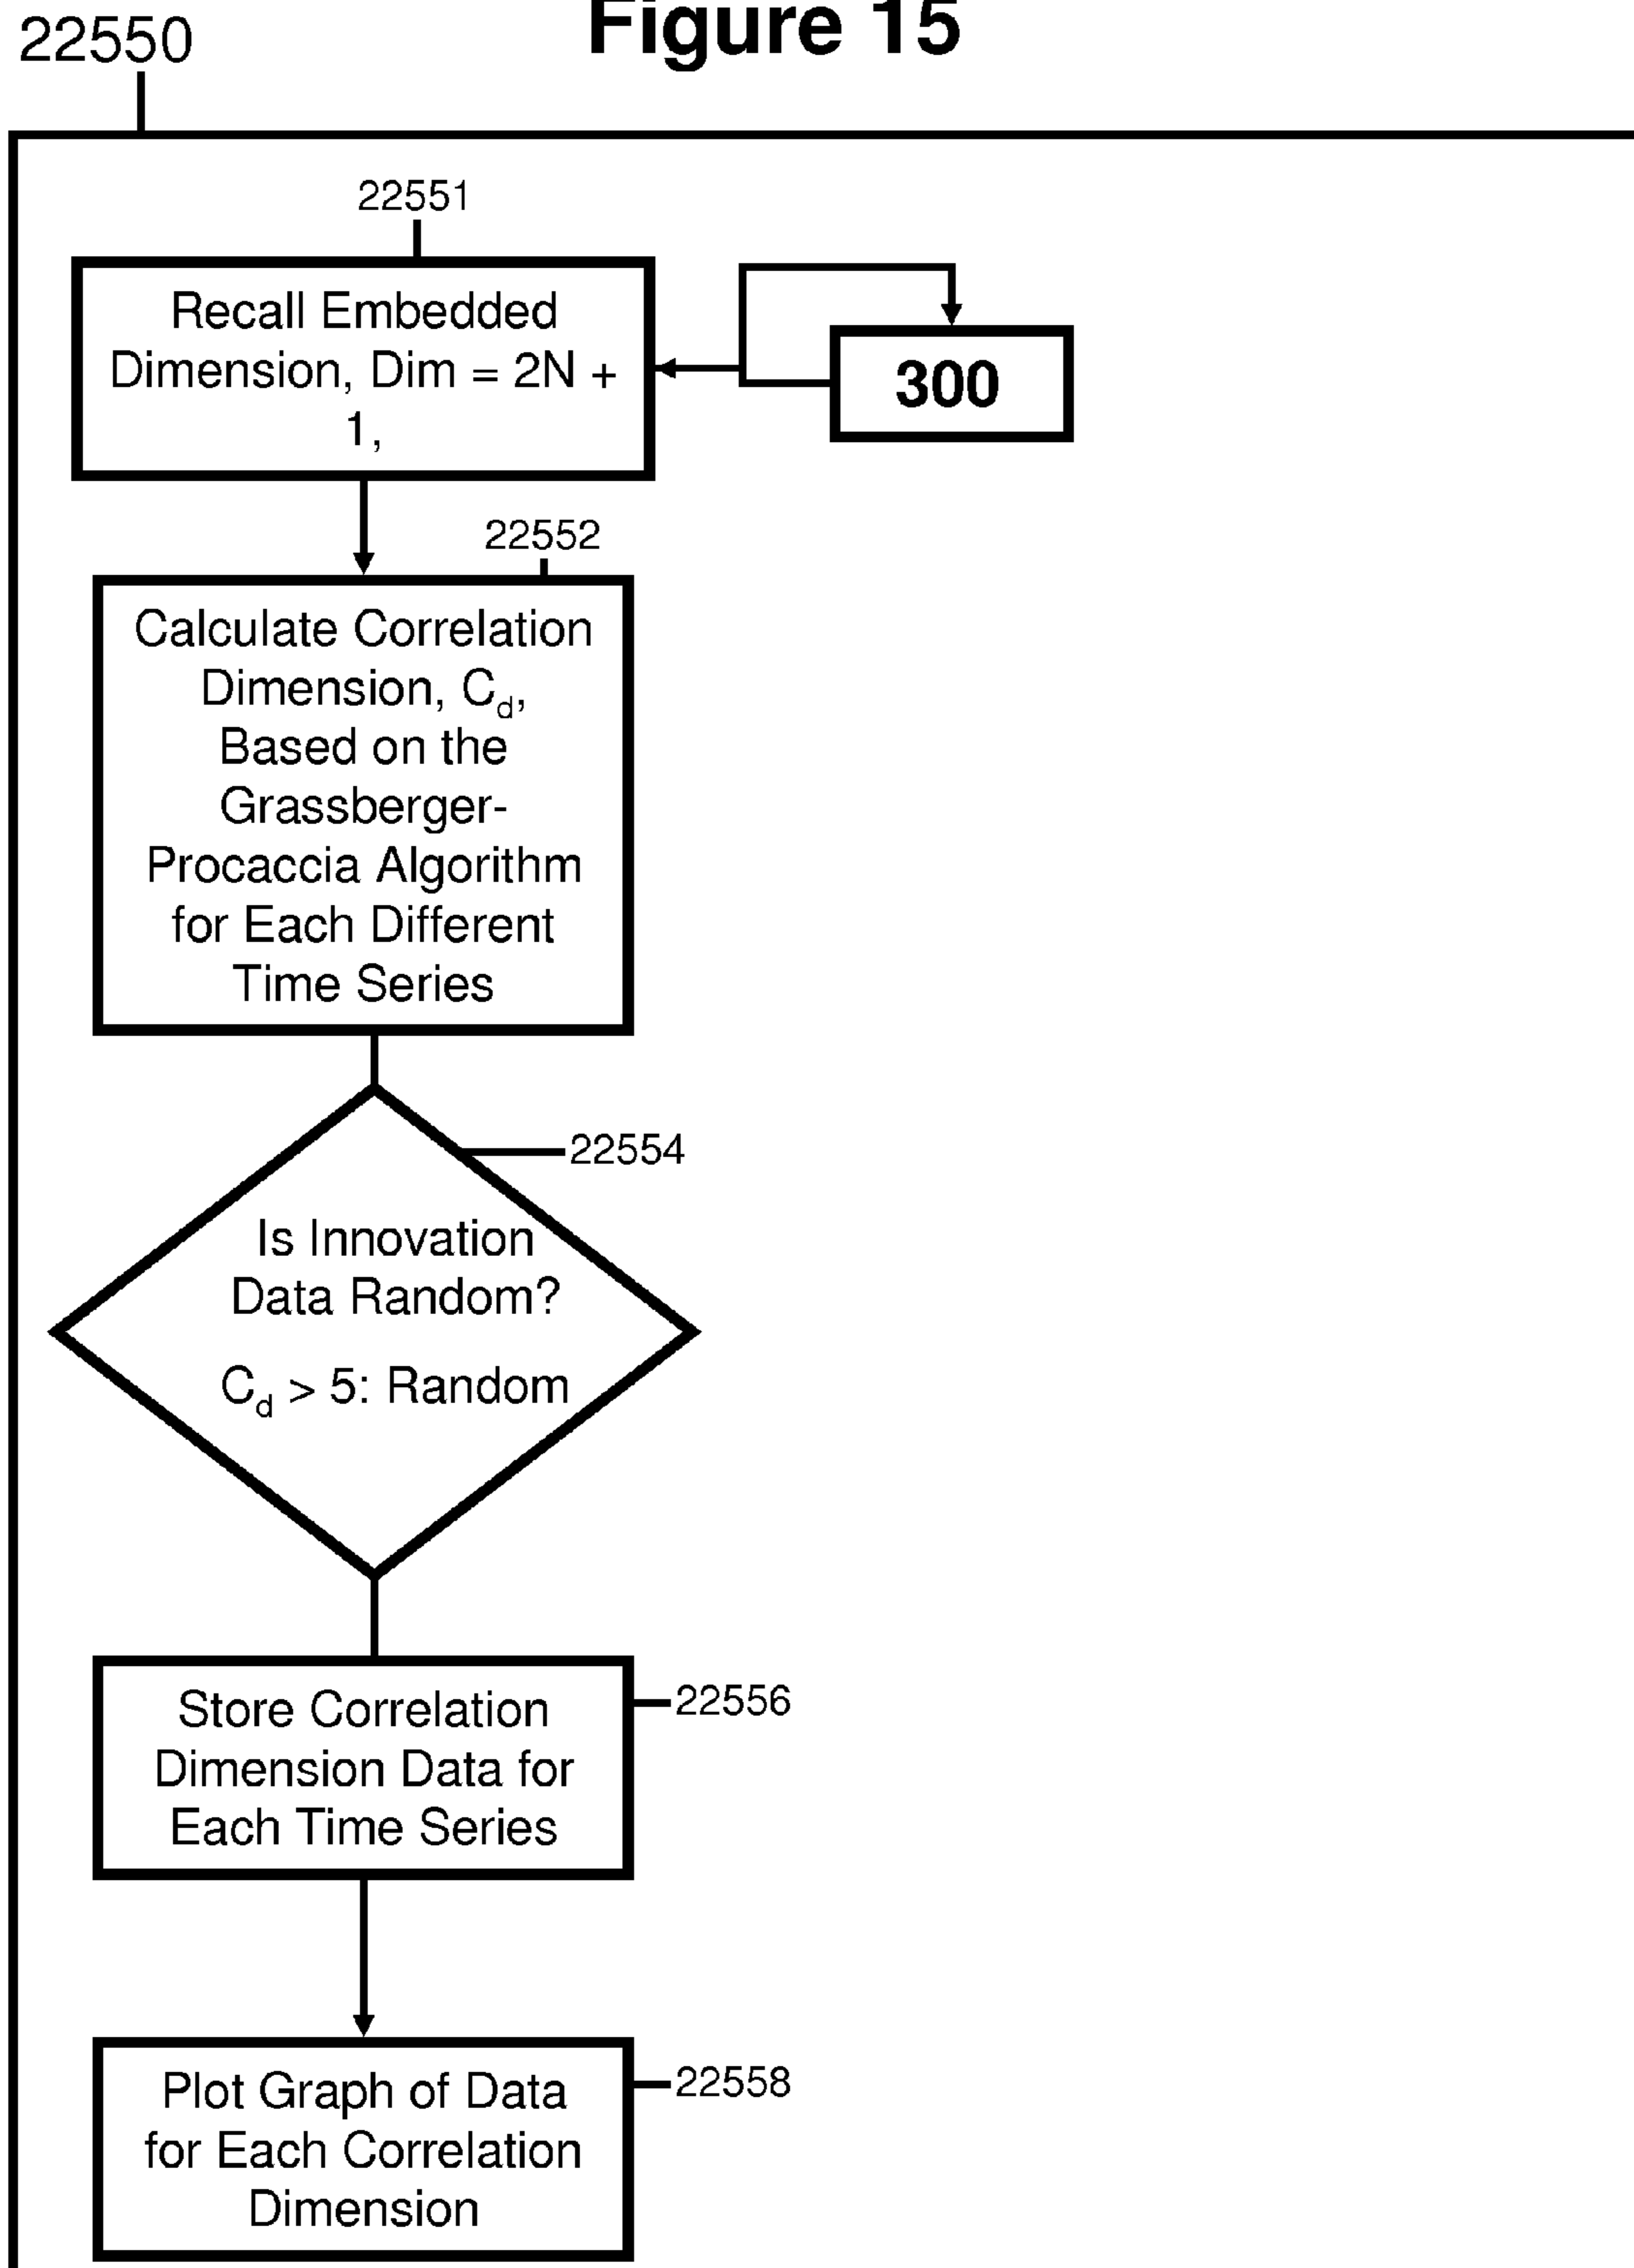 Figure 15
22550
22551
Recall Embedded
Dimension, Dim = 2N +
1,
300
22552
Calculate Correlation
Dimension, Cd,
Based on the
Grassberger-
Procaccia Algorithm
for Each Different
Time Series
22554
Is Innovation
Data Random?
Cd > 5: Random
22556
Store Correlation
Dimension Data for
Each Time Series
22558
Plot Graph of Data
for Each Correlation
Dimension